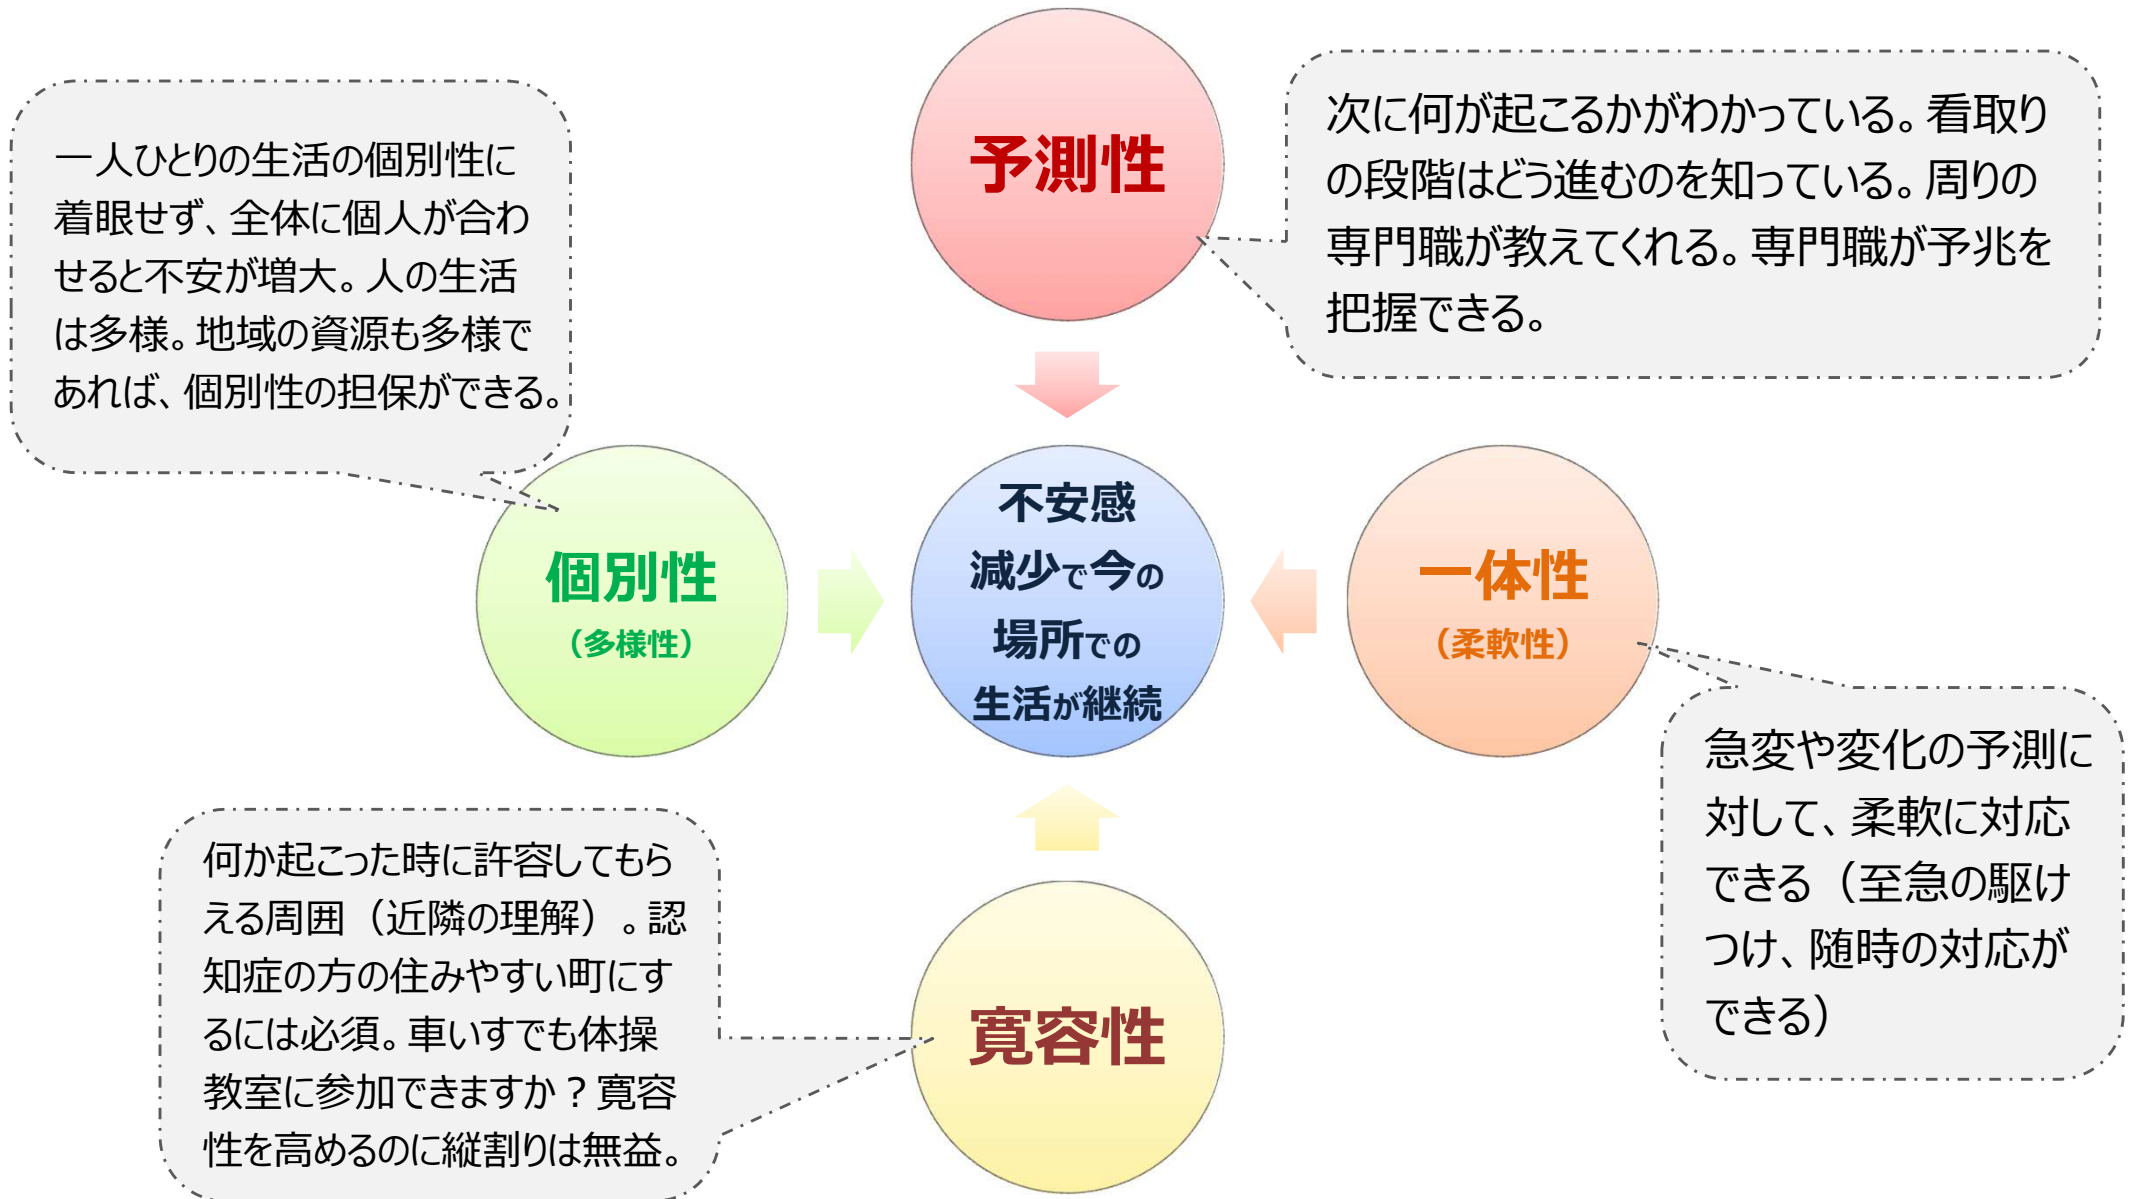 予測性
次に何が起こるかがわかっている。看取り
の段階はどう進むのを知っている。周りの
専門職が教えてくれる。専門職が予兆を
把握できる。
一人ひとりの生活の個別性に
着眼せず、全体に個人が合わ
せると不安が増大。人の生活
は多様。地域の資源も多様で
あれば、個別性の担保ができる。
個別性
（多様性）
不安感
減少で今の
場所での
生活が継続
一体性
（柔軟性）
急変や変化の予測に
対して、柔軟に対応
できる（至急の駆け
つけ、随時の対応が
できる）
何か起こった時に許容してもら
える周囲（近隣の理解）。認
知症の方の住みやすい町にす
るには必須。車いすでも体操
教室に参加できますか？寛容
性を高めるのに縦割りは無益。
寛容性